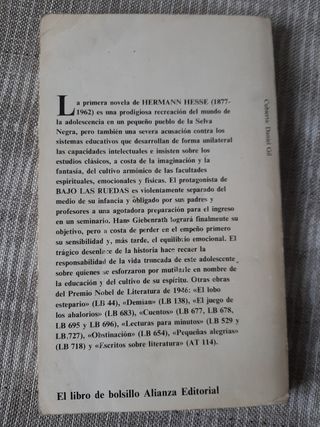 La primera novela de HERMANN HESSE (1877-
1962) es una prodigiosa recreación del mundo de
la adolescencia en un pequeño pueblo de la Selva
Negra, pero también una severa acusación contra los
sistemas educativos que desarrollan de forma unilateral
las capacidades intelectuales e insisten sobre los
estudios clásicos, a costa de la imaginación y la
fantasía, del cultivo armónico de las facultades
espirituales, emocionales y físicas. El protagonista de
BAJO LAS RUEDAS es violentamente separado del
medio de su infancia y obligado por sus padres y
profesores a una agotadora preparación para el ingreso
en un seminario. Hans Giebenrath logrará finalmente su
objetivo, pero a costa de perder en el empeño primero
su sensibilidad y, más tarde, el equilibrio emocional. El
trágico desenlace de la historia hace recaer la
responsabilidad de la vida truncada de este adolescente
sobre quienes se esforzaron por mutilarle en nombre de
la educación y del cultivo de su espíritu. Otras obras
del Premio Nobel de Literatura de 1946: «El lobo
estepario» (LB 44), «Demian» (LB 138), «El juego de
los abalorios» (LB 683), «Cuentos» (LB 677, LB 678,
LB 695 y LB 696), «Lecturas para minutos» (LB 529 y
LB 727), «Obstinación» (LB 654), «Pequeñas alegrías»
(LB 718) y «Escritos sobre literatura» (AT 114).
El libro de bolsillo Alianza Editorial
Cubierta Daniel Gil